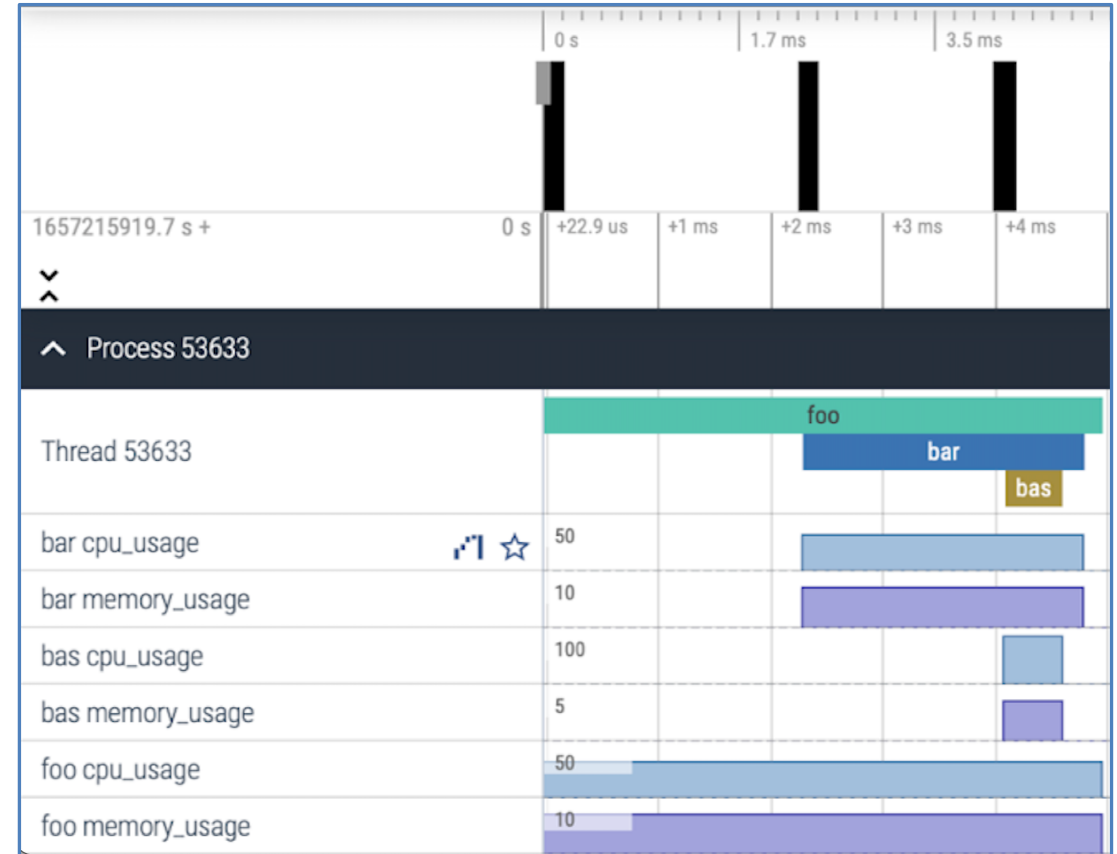 0 s 1.7 ms 3.5 ms
1657215919.7 s + 0 s +22.9 us +1 ms +2 ms +3 ms +4 ms
Process 53633
foo
Thread 53633 bar
bas
bar cpu_usage 50
bar memory_usage 10
bas cpu_usage 100
bas memory_usage 5
foo cpu_usage 50
foo memory_usage 10